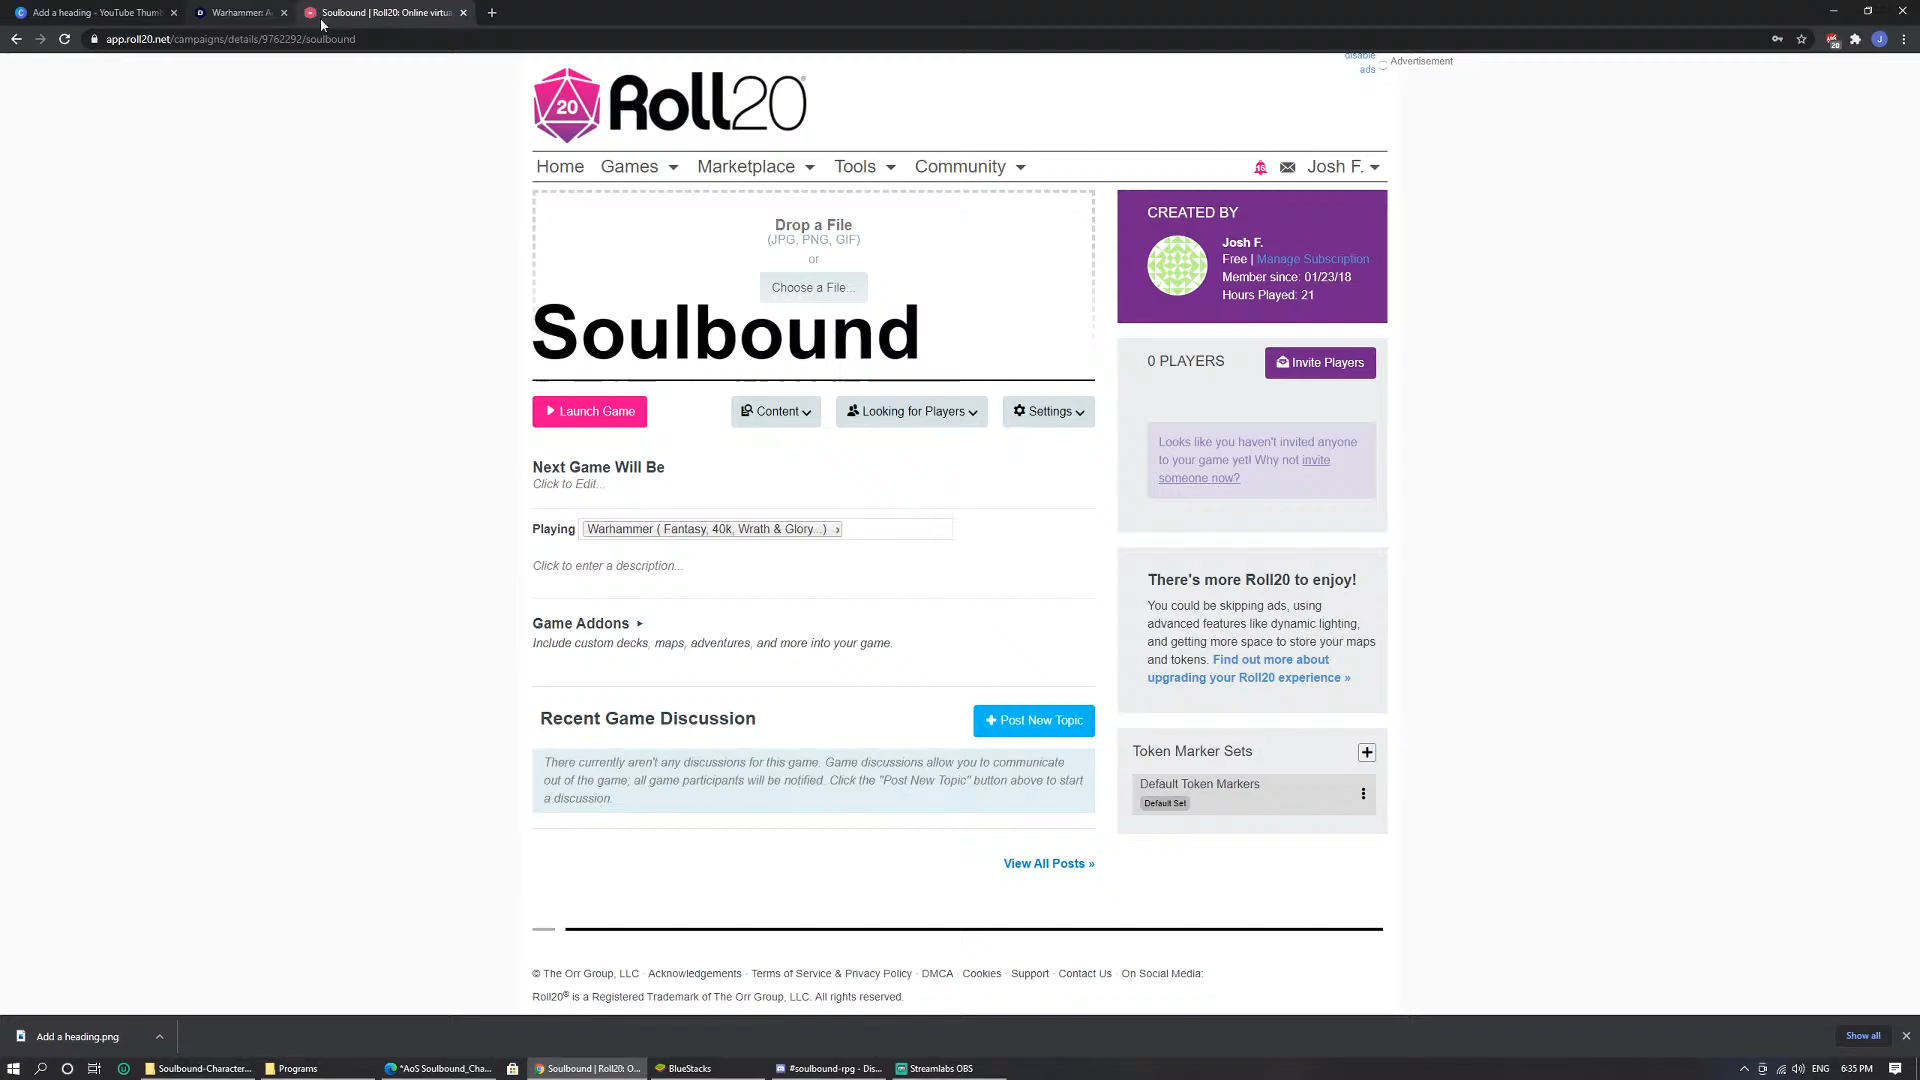 Add a heading - YouTube Thum
Warhammer: A
Soulbound | Roll20: Online virtua
app.roll20.net/campaigns/details/9762292/soulbound
20
disable
ads
Advertisement
20 Roll20®
Home Games Marketplace Tools Community
Josh F.
Drop a File
(JPG, PNG, GIF)
or
Choose a File...
Soulbound
CREATED BY
Josh F.
Free | Manage Subscription
Member since: 01/23/18
Hours Played: 21
0 PLAYERS
Invite Players
Looks like you haven't invited anyone
to your game yet! Why not invite
someone now?
Launch Game
Content
Looking for Players
Settings
Next Game Will Be
Click to Edit...
Playing Warhammer ( Fantasy, 40k, Wrath & Glory...) x
Click to enter a description...
Game Addons
Include custom decks, maps, adventures, and more into your game.
There's more Roll20 to enjoy!
You could be skipping ads, using
advanced features like dynamic lighting,
and getting more space to store your maps
and tokens. Find out more about
upgrading your Roll20 experience »
Recent Game Discussion
+ Post New Topic
There currently aren't any discussions for this game. Game discussions allow you to communicate
out of the game; all game participants will be notified. Click the "Post New Topic" button above to start
a discussion.
View All Posts »
Token Marker Sets
Default Token Markers
Default Set
© The Orr Group, LLC · Acknowledgements · Terms of Service & Privacy Policy · DMCA · Cookies · Support · Contact Us · On Social Media:
Roll20® is a Registered Trademark of The Orr Group, LLC. All rights reserved.
Add a heading.png
Show all
Soulbound-Character...
Programs
*AoS Soulbound_Cha...
Soulbound | Roll20: O...
BlueStacks
#soulbound-rpg - Dis...
Streamlabs OBS
ENG
6:35 PM